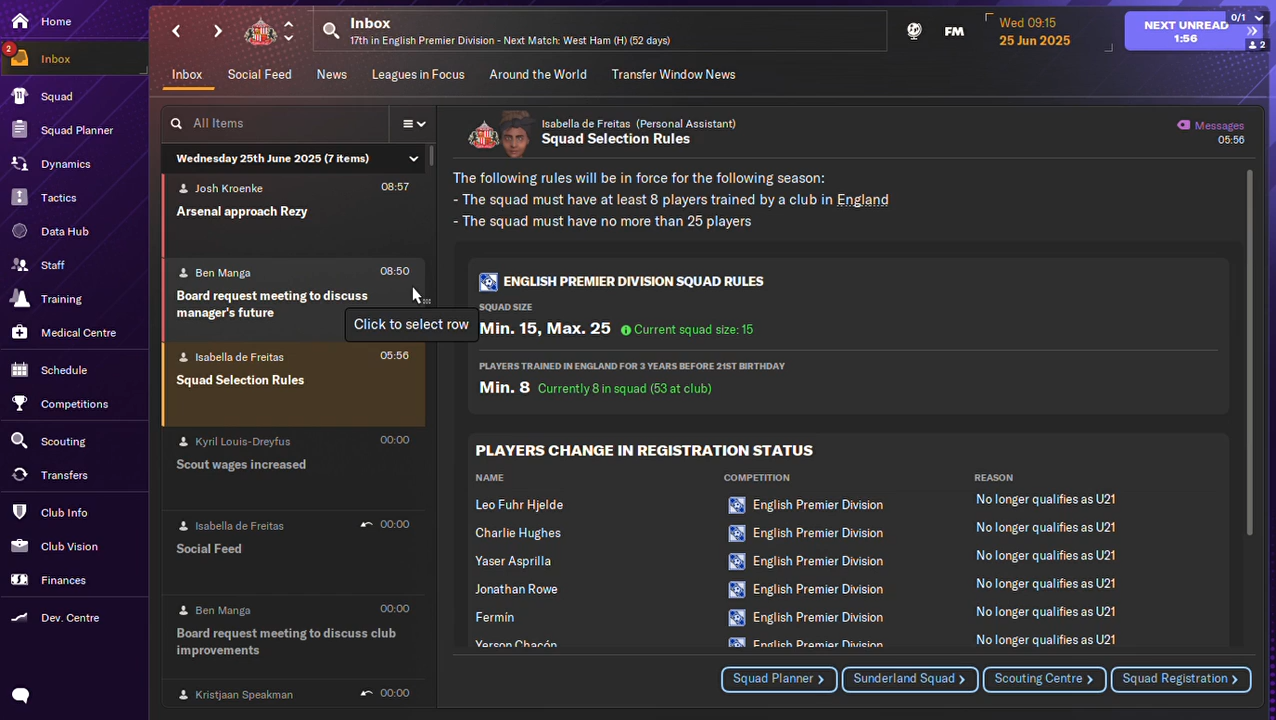 Home
2
Inbox
Squad
Squad Planner
Dynamics
Tactics
Data Hub
Staff
Training
Medical Centre
Schedule
Competitions
Scouting
Transfers
Club Info
Club Vision
Finances
Dev. Centre
Inbox
17th in English Premier Division - Next Match: West Ham (H) (52 days)
FM
Wed 09:15
25 Jun 2025
NEXT UNREAD
1:56
0/1
2
Inbox
Social Feed
News
Leagues in Focus
Around the World
Transfer Window News
All Items
Wednesday 25th June 2025 (7 items)
Josh Kroenke 08:57
Arsenal approach Rezy
Ben Manga 08:50
Board request meeting to discuss
manager's future
Click to select row
Isabella de Freitas 05:56
Squad Selection Rules
Kyril Louis-Dreyfus 00:00
Scout wages increased
Isabella de Freitas 00:00
Social Feed
Ben Manga 00:00
Board request meeting to discuss club
improvements
Kristjaan Speakman 00:00
Isabella de Freitas (Personal Assistant)
Squad Selection Rules
Messages
05:56
The following rules will be in force for the following season:
- The squad must have at least 8 players trained by a club in England
- The squad must have no more than 25 players
ENGLISH PREMIER DIVISION SQUAD RULES
SQUAD SIZE
Min. 15, Max. 25 Current squad size: 15
PLAYERS TRAINED IN ENGLAND FOR 3 YEARS BEFORE 21ST BIRTHDAY
Min. 8 Currently 8 in squad (53 at club)
PLAYERS CHANGE IN REGISTRATION STATUS
NAME COMPETITION REASON
Leo Fuhr Hjelde English Premier Division No longer qualifies as U21
Charlie Hughes English Premier Division No longer qualifies as U21
Yaser Asprilla English Premier Division No longer qualifies as U21
Jonathan Rowe English Premier Division No longer qualifies as U21
Fermín English Premier Division No longer qualifies as U21
Yerson Chacón English Premier Division No longer qualifies as U21
Squad Planner
Sunderland Squad
Scouting Centre
Squad Registration